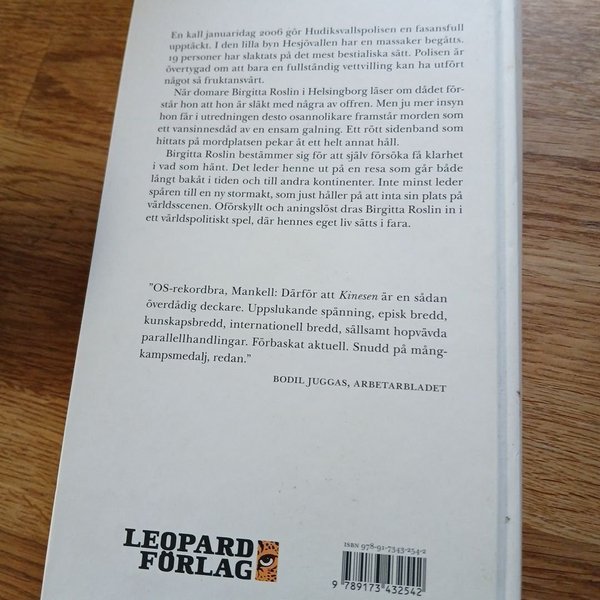 En kall januaridag 2006 gör Hudiksvallspolisen en fasansfull
upptäckt. I den lilla byn Hesjövallen har en massaker begåtts.
19 personer har slaktats på det mest bestialiska sätt. Polisen är
övertygad om att bara en fullständig vettvilling kan ha utfört
något så fruktansvärt.
När domare Birgitta Roslin i Helsingborg läser om dådet för-
står hon att hon är släkt med några av offren. Men ju mer insyn
hon får i utredningen desto osannolikare framstår morden som
ett vansinnesdåd av en ensam galning. Ett rött sidenband som
hittats på mordplatsen pekar åt ett helt annat håll.
Birgitta Roslin bestämmer sig för att själv försöka få klarhet
i vad som hänt. Det leder henne ut på en resa som går både
långt bakåt i tiden och till andra kontinenter. Inte minst leder
spåren till en ny stormakt, som just håller på att inta sin plats på
världsscenen. Oförskyllt och aningslöst dras Birgitta Roslin in i
ett världspolitiskt spel, där hennes eget liv sätts i fara.
”OS-rekordbra, Mankell: Därför att Kinesen är en sådan
överdådig deckare. Uppslukande spänning, episk bredd,
kunskapsbredd, internationell bredd, sällsamt hopvävda
parallellhandlingar. Förbaskat aktuell. Snudd på mång-
kampsmedalj, redan.”
BODIL JUGGAS, ARBETARBLADET
LEOPARD
FÖRLAG
ISBN 978-91-7343-254-2
9 789173 432542